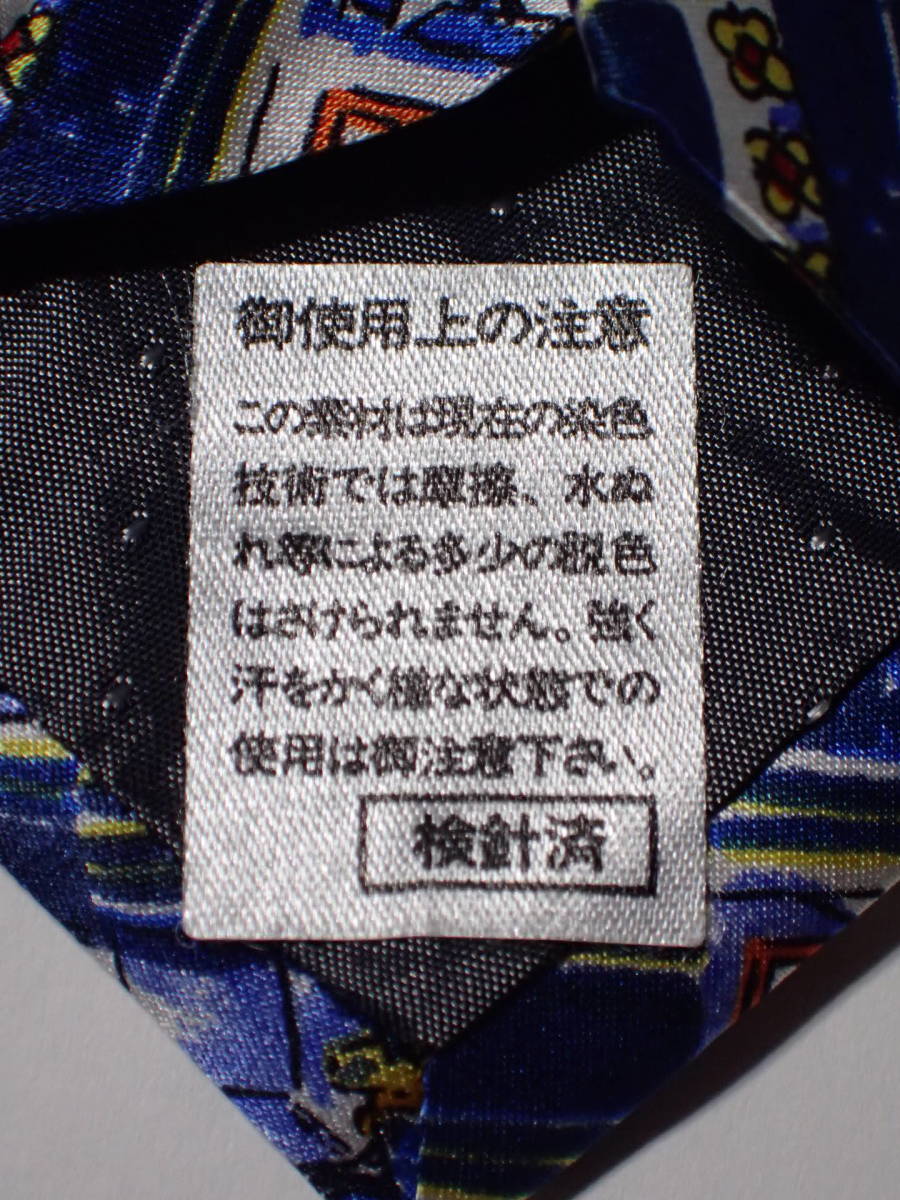 御使用上の注意
この素材は現在の染色
技術では摩擦、水ぬ
れ等による多少の脱色
はさけられません。強く
汗をかく様な状態での
使用は御注意下さい。
検針済